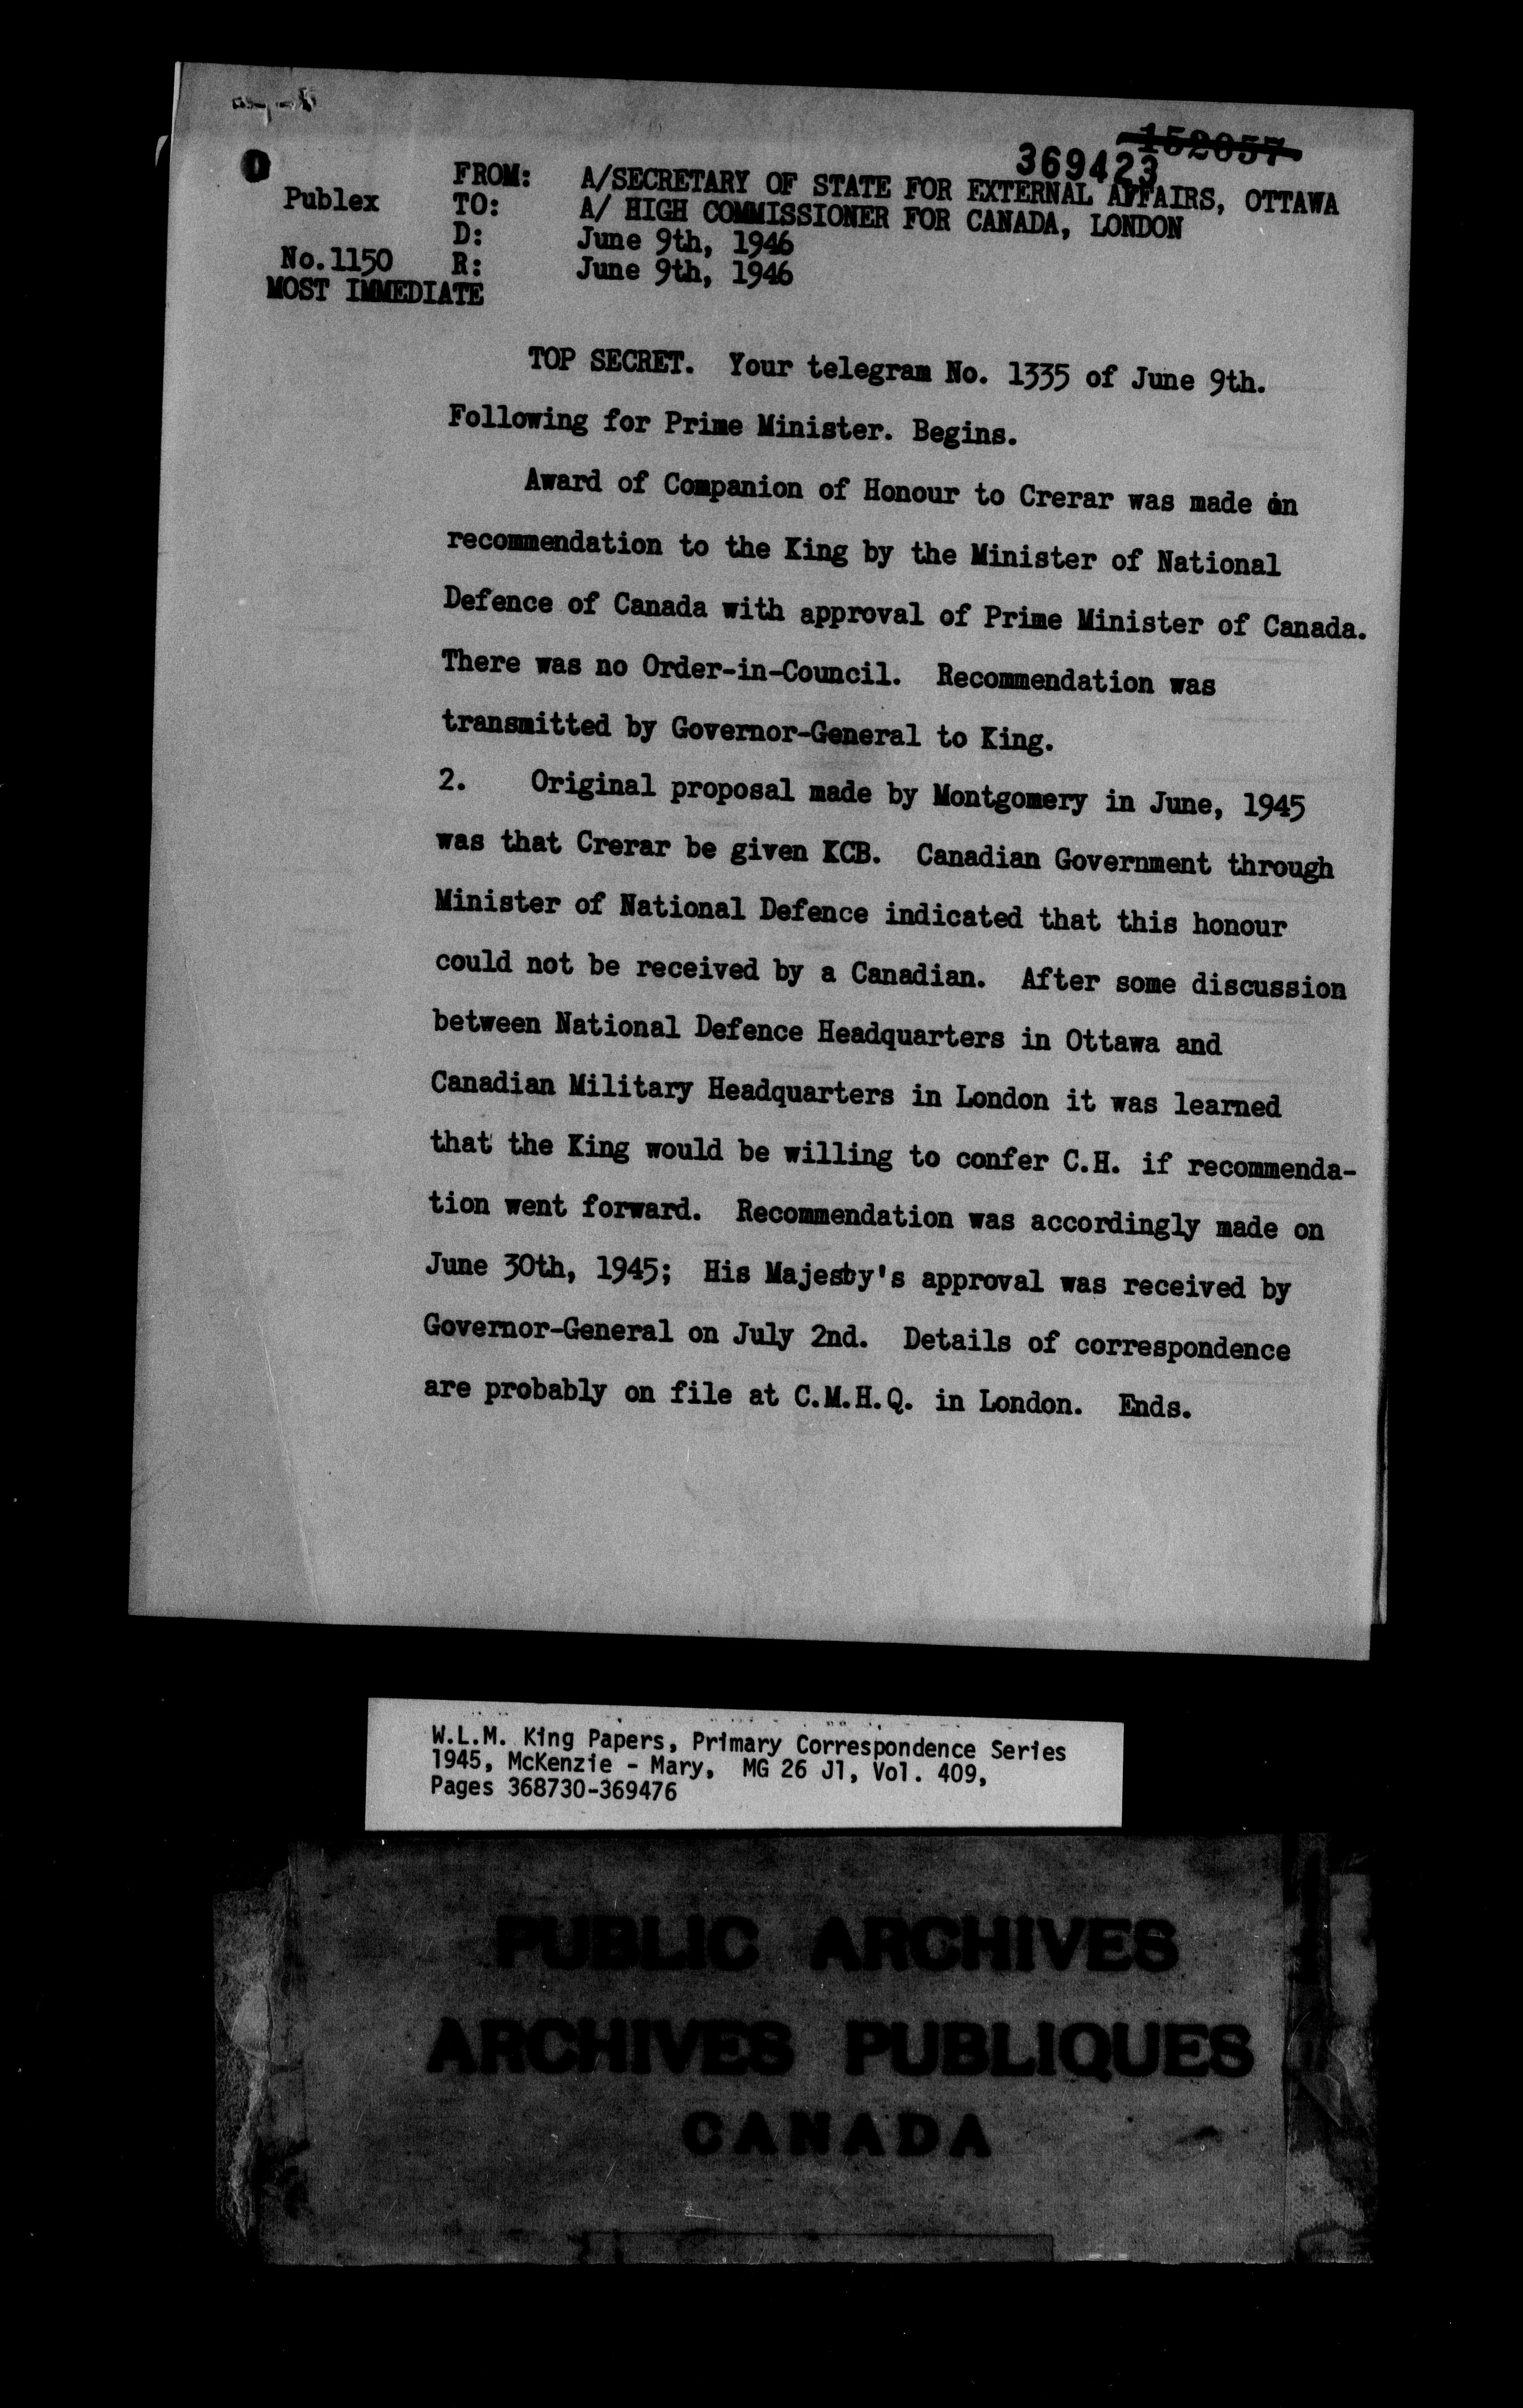 152057
369423
FROM: A/SECRETARY OF STATE FOR EXTERNAL AFFAIRS, OTTAWA
Publex TO: A/ HIGH COMMISSIONER FOR CANADA, LONDON
D: June 9th, 1946
No.1150 R: June 9th, 1946
MOST IMMEDIATE
TOP SECRET. Your telegram No. 1335 of June 9th.
Following for Prime Minister. Begins.
Award of Companion of Honour to Crerar was made on
recommendation to the King by the Minister of National
Defence of Canada with approval of Prime Minister of Canada.
There was no Order-in-Council. Recommendation was
transmitted by Governor-General to King.
2. Original proposal made by Montgomery in June, 1945
was that Crerar be given KCB. Canadian Government through
Minister of National Defence indicated that this honour
could not be received by a Canadian. After some discussion
between National Defence Headquarters in Ottawa and
Canadian Military Headquarters in London it was learned
that the King would be willing to confer C.H. if recommenda-
tion went forward. Recommendation was accordingly made on
June 30th, 1945; His Majesty's approval was received by
Governor-General on July 2nd. Details of correspondence
are probably on file at C.M.H.Q. in London. Ends.
W.L.M. King Papers, Primary Correspondence Series
1945, McKenzie - Mary, MG 26 J1, Vol. 409,
Pages 368730-369476
PUBLIC ARCHIVES
ARCHIVES PUBLIQUES
CANADA